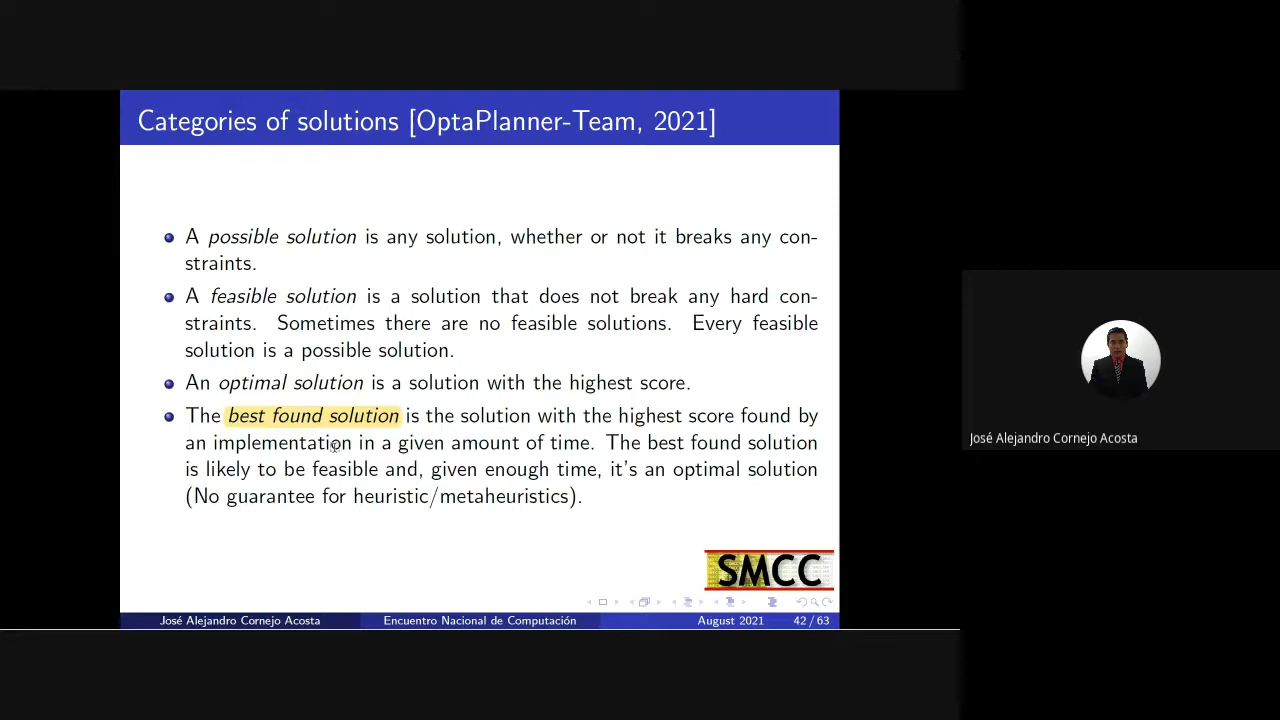 Categories of solutions [OptaPlanner-Team, 2021]
A possible solution is any solution, whether or not it breaks any con-
straints.
A feasible solution is a solution that does not break any hard con-
straints. Sometimes there are no feasible solutions. Every feasible
solution is a possible solution.
An optimal solution is a solution with the highest score.
The best found solution is the solution with the highest score found by
an implementation in a given amount of time. The best found solution
is likely to be feasible and, given enough time, it's an optimal solution
(No guarantee for heuristic/metaheuristics).
SMCC
José Alejandro Cornejo Acosta
Encuentro Nacional de Computación
August 2021
42 / 63
José Alejandro Cornejo Acosta